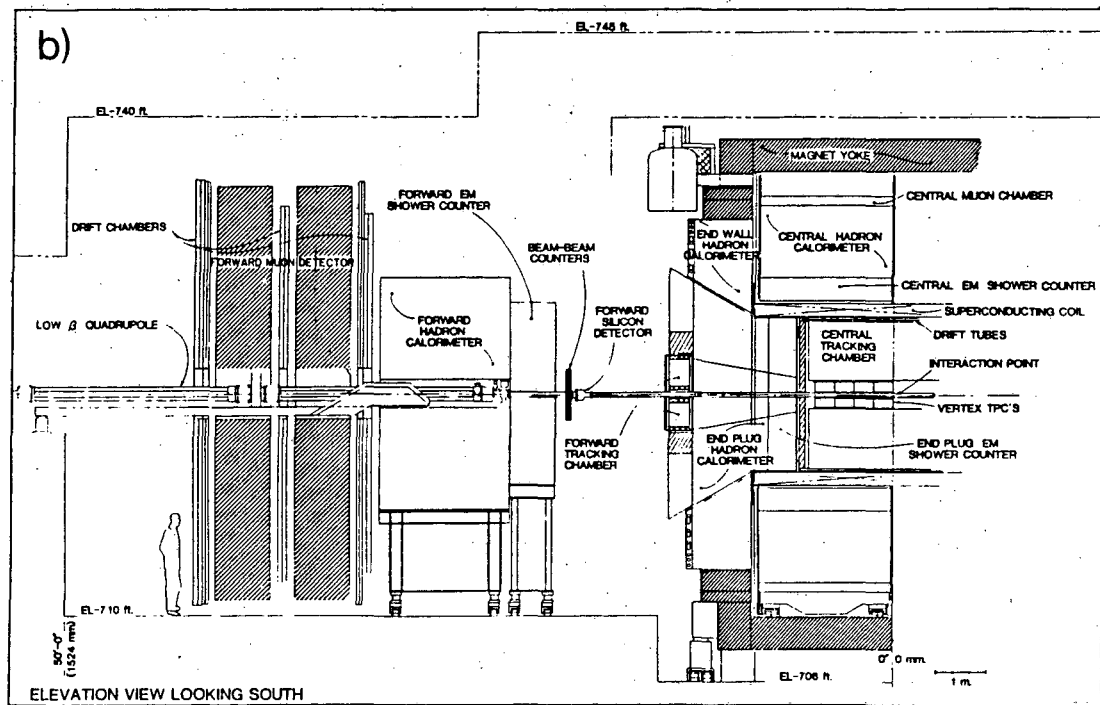 b)
EL-748 ft.
EL-740 ft.
MAGNET YOKE
CENTRAL MUON CHAMBER
FORWARD EM
SHOWER COUNTER
DRIFT CHAMBERS
FORWARD MUON DETECTOR
BEAM-BEAM
COUNTERS
END WALL
HADRON
CALORIMETER
CENTRAL HADRON
CALORIMETER
CENTRAL EM SHOWER COUNTER
LOW β QUADRUPOLE
FORWARD
HADRON
CALORIMETER
FORWARD
SILICON
DETECTOR
SUPERCONDUCTING COIL
DRIFT TUBES
CENTRAL
TRACKING
CHAMBER
INTERACTION POINT
VERTEX TPC'S
FORWARD
TRACKING
CHAMBER
END PLUG
HADRON
CALORIMETER
END PLUG EM
SHOWER COUNTER
EL-710 ft.
50'-0"
(1524 mm)
0" 0 mm.
EL-706 ft.
1 m.
ELEVATION VIEW LOOKING SOUTH